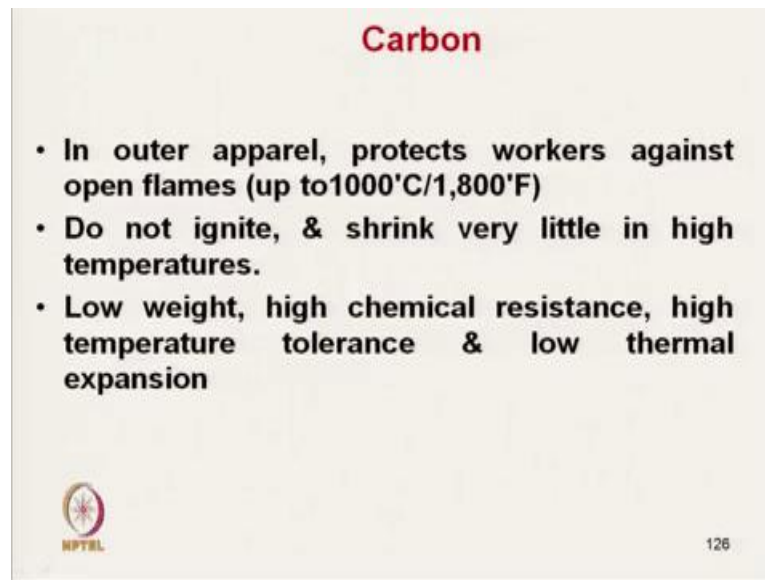 Carbon
• In outer apparel, protects workers against
open flames (up to1000'C/1,800'F)
• Do not ignite, & shrink very little in high
temperatures.
• Low weight, high chemical resistance, high
temperature tolerance & low thermal
expansion
NPTEL
126